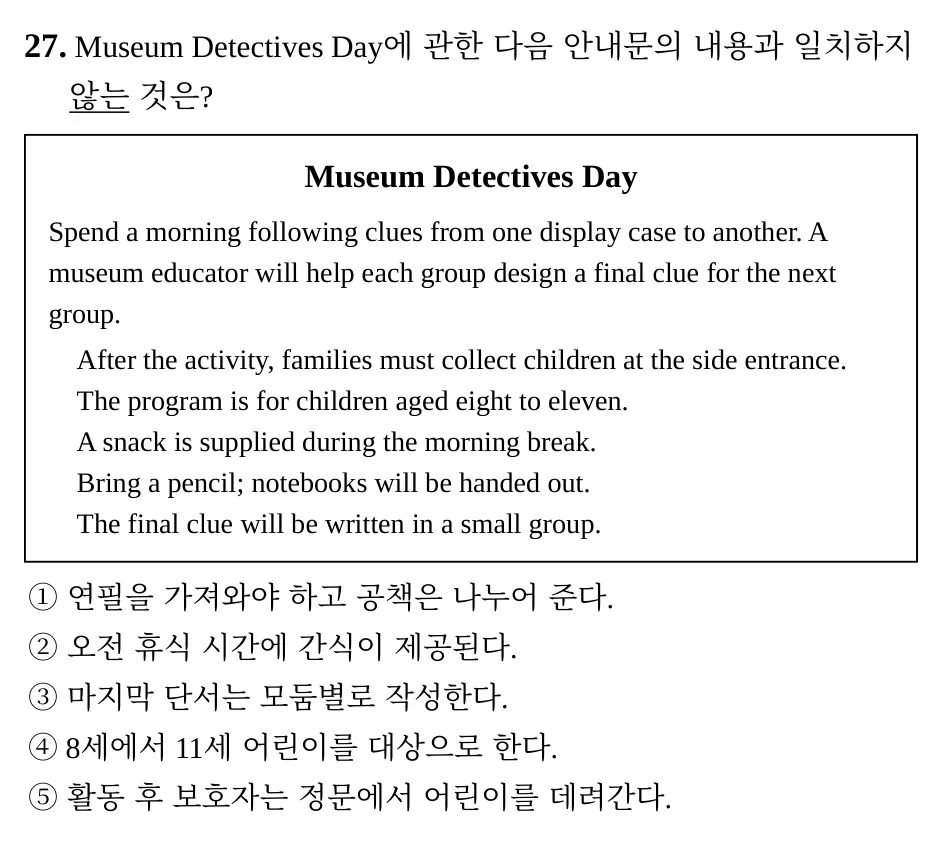 27. Museum Detectives Day에 관한 다음 안내문의 내용과 일치하지
않는 것은?
Museum Detectives Day
Spend a morning following clues from one display case to another. A
museum educator will help each group design a final clue for the next
group.
After the activity, families must collect children at the side entrance.
The program is for children aged eight to eleven.
A snack is supplied during the morning break.
Bring a pencil; notebooks will be handed out.
The final clue will be written in a small group.
① 연필을 가져와야 하고 공책은 나누어 준다.
② 오전 휴식 시간에 간식이 제공된다.
③ 마지막 단서는 모둠별로 작성한다.
④ 8세에서 11세 어린이를 대상으로 한다.
⑤ 활동 후 보호자는 정문에서 어린이를 데려간다.